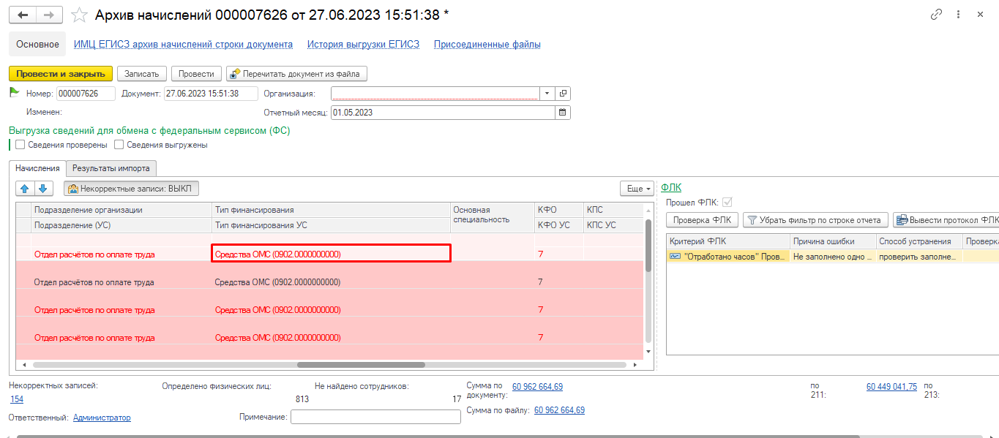 Архив начислений 000007626 от 27.06.2023 15:51:38 *
Основное ИМЦ ЕГИСЗ архив начислений строки документа История выгрузки ЕГИСЗ Присоединенные файлы
Провести и закрыть Записать Провести Перечитать документ из файла
Номер: 000007626 Документ: 27.06.2023 15:51:38 Организация:
Изменен: Отчетный месяц: 01.05.2023
Выгрузка сведений для обмена с федеральным сервисом (ФС)
Сведения проверены Сведения выгружены
Начисления Результаты импорта
Некорректные записи: ВЫКЛ Еще
ФЛК
Прошел ФЛК:
Проверка ФЛК Убрать фильтр по строке отчета Вывести протокол ФЛК
Подразделение организации Тип финансирования Основная специальность КФО КПС
Подразделение (УС) Тип финансирования УС КФО УС КПС УС
Критерий ФЛК Причина ошибки Способ устранения Проверка
"Отработано часов" Пров... Не заполнено одно ... проверить заполне...
Отдел расчётов по оплате труда Средства ОМС (0902.0000000000) 7
Отдел расчётов по оплате труда Средства ОМС (0902.0000000000) 7
Отдел расчётов по оплате труда Средства ОМС (0902.0000000000) 7
Отдел расчётов по оплате труда Средства ОМС (0902.0000000000) 7
Некорректных записей: Определено физических лиц: Не найдено сотрудников: Сумма по документу: 60 962 664,69 по 211: 60 449 041,75 по 213:
154 813 17
Ответственный: Администратор Примечание: Сумма по файлу: 60 962 664,69